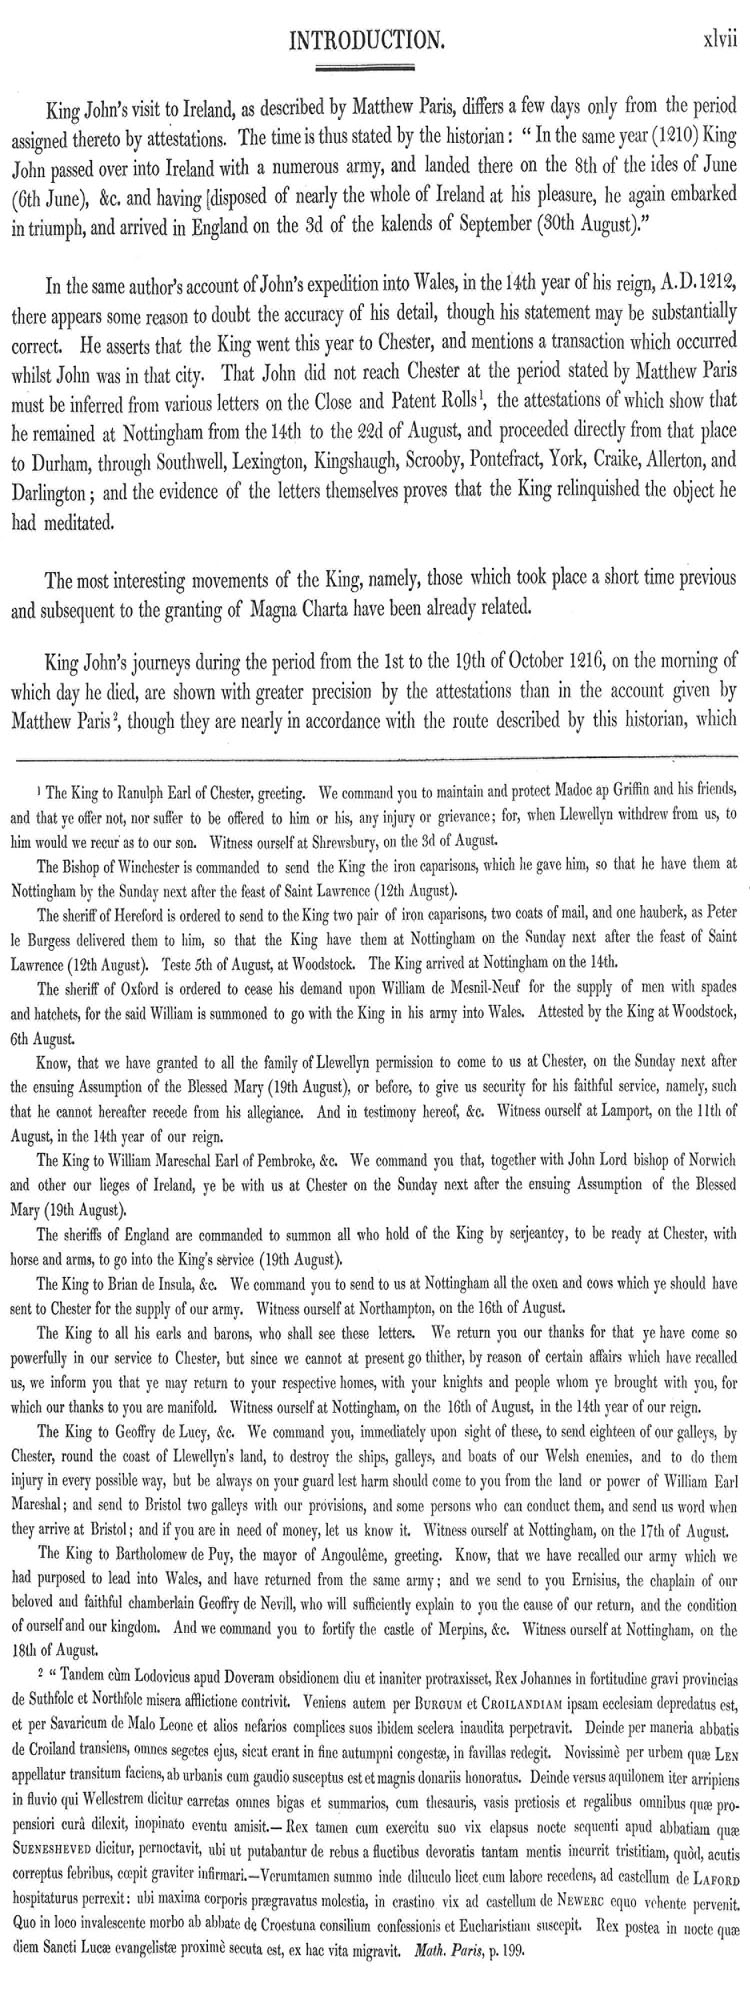 INTRODUCTION. xlvii
King John's visit to Ireland, as described by Matthew Paris, differs a few days only from the period
assigned thereto by attestations. The time is thus stated by the historian: "In the same year (1210) King
John passed over into Ireland with a numerous army, and landed there on the 8th of the ides of June
(6th June), &c. and having [disposed of nearly the whole of Ireland at his pleasure, he again embarked
in triumph, and arrived in England on the 3d of the kalends of September (30th August)."
In the same author's account of John's expedition into Wales, in the 14th year of his reign, A.D. 1212,
there appears some reason to doubt the accuracy of his detail, though his statement may be substantially
correct. He asserts that the King went this year to Chester, and mentions a transaction which occurred
whilst John was in that city. That John did not reach Chester at the period stated by Matthew Paris
must be inferred from various letters on the Close and Patent Rolls¹, the attestations of which show that
he remained at Nottingham from the 14th to the 22d of August, and proceeded directly from that place
to Durham, through Southwell, Lexington, Kingshaugh, Scrooby, Pontefract, York, Craike, Allerton, and
Darlington; and the evidence of the letters themselves proves that the King relinquished the object he
had meditated.
The most interesting movements of the King, namely, those which took place a short time previous
and subsequent to the granting of Magna Charta have been already related.
King John's journeys during the period from the 1st to the 19th of October 1216, on the morning of
which day he died, are shown with greater precision by the attestations than in the account given by
Matthew Paris², though they are nearly in accordance with the route described by this historian, which
¹ The King to Ranulph Earl of Chester, greeting. We command you to maintain and protect Madoc ap Griffin and his friends,
and that ye offer not, nor suffer to be offered to him or his, any injury or grievance; for, when Llewellyn withdrew from us, to
him would we recur as to our son. Witness ourself at Shrewsbury, on the 3d of August.
The Bishop of Winchester is commanded to send the King the iron caparisons, which he gave him, so that he have them at
Nottingham by the Sunday next after the feast of Saint Lawrence (12th August).
The sheriff of Hereford is ordered to send to the King two pair of iron caparisons, two coats of mail, and one hauberk, as Peter
le Burgess delivered them to him, so that the King have them at Nottingham on the Sunday next after the feast of Saint
Lawrence (12th August). Teste 5th of August, at Woodstock. The King arrived at Nottingham on the 14th.
The sheriff of Oxford is ordered to cease his demand upon William de Mesnil-Neuf for the supply of men with spades
and hatchets, for the said William is summoned to go with the King in his army into Wales. Attested by the King at Woodstock,
6th August.
Know, that we have granted to all the family of Llewellyn permission to come to us at Chester, on the Sunday next after
the ensuing Assumption of the Blessed Mary (19th August), or before, to give us security for his faithful service, namely, such
that he cannot hereafter recede from his allegiance. And in testimony hereof, &c. Witness ourself at Lamport, on the 11th of
August, in the 14th year of our reign.
The King to William Mareschal Earl of Pembroke, &c. We command you that, together with John Lord bishop of Norwich
and other our lieges of Ireland, ye be with us at Chester on the Sunday next after the ensuing Assumption of the Blessed
Mary (19th August).
The sheriffs of England are commanded to summon all who hold of the King by serjeantcy, to be ready at Chester, with
horse and arms, to go into the King's service (19th August).
The King to Brian de Insula, &c. We command you to send to us at Nottingham all the oxen and cows which ye should have
sent to Chester for the supply of our army. Witness ourself at Northampton, on the 16th of August.
The King to all his earls and barons, who shall see these letters. We return you our thanks for that ye have come so
powerfully in our service to Chester, but since we cannot at present go thither, by reason of certain affairs which have recalled
us, we inform you that ye may return to your respective homes, with your knights and people whom ye brought with you, for
which our thanks to you are manifold. Witness ourself at Nottingham, on the 16th of August, in the 14th year of our reign.
The King to Geoffry de Lucy, &c. We command you, immediately upon sight of these, to send eighteen of our galleys, by
Chester, round the coast of Llewellyn's land, to destroy the ships, galleys, and boats of our Welsh enemies, and to do them
injury in every possible way, but be always on your guard lest harm should come to you from the land or power of William Earl
Mareshal; and send to Bristol two galleys with our provisions, and some persons who can conduct them, and send us word when
they arrive at Bristol; and if you are in need of money, let us know it. Witness ourself at Nottingham, on the 17th of August.
The King to Bartholomew de Puy, the mayor of Angoulême, greeting. Know, that we have recalled our army which we
had purposed to lead into Wales, and have returned from the same army; and we send to you Ernisius, the chaplain of our
beloved and faithful chamberlain Geoffry de Nevill, who will sufficiently explain to you the cause of our return, and the condition
of ourself and our kingdom. And we command you to fortify the castle of Merpins, &c. Witness ourself at Nottingham, on the
18th of August.
² "Tandem cùm Lodovicus apud Doveram obsidionem diu et inaniter protraxisset, Rex Johannes in fortitudine gravi provincias
de Suthfolc et Northfolc misera afflictione contrivit. Veniens autem per BURGUM et CROILANDIAM ipsam ecclesiam depredatus est,
et per Savaricum de Malo Leone et alios nefarios complices suos ibidem scelera inaudita perpetravit. Deinde per maneria abbatis
de Croiland transiens, omnes segetes ejus, sicut erant in fine autumpni congestæ, in favillas redegit. Novissimè per urbem quæ LEN
appellatur transitum faciens, ab urbanis cum gaudio susceptus est et magnis donariis honoratus. Deinde versus aquilonem iter arripiens
in fluvio qui Wellestrem dicitur carretas omnes bigas et summarios, cum thesauris, vasis pretiosis et regalibus omnibus quæ pro-
pensiori curâ dilexit, inopinato eventu amisit.—Rex tamen cum exercitu suo vix elapsus nocte sequenti apud abbatiam quæ
SUENESHEVED dicitur, pernoctavit, ubi ut putabantur de rebus a fluctibus devoratis tantam mentis incurrit tristitiam, quòd, acutis
correptus febribus, cœpit graviter infirmari.—Verumtamen summo inde diluculo licet cum labore recedens, ad castellum de LAFORD
hospitaturus perrexit: ubi maxima corporis prægravatus molestia, in crastino vix ad castellum de NEWERC equo vehente pervenit.
Quo in loco invalescente morbo ab abbate de Croestuna consilium confessionis et Eucharistiam suscepit. Rex postea in nocte quæ
diem Sancti Lucæ evangelistæ proximè secuta est, ex hac vita migravit. Math. Paris, p. 199.